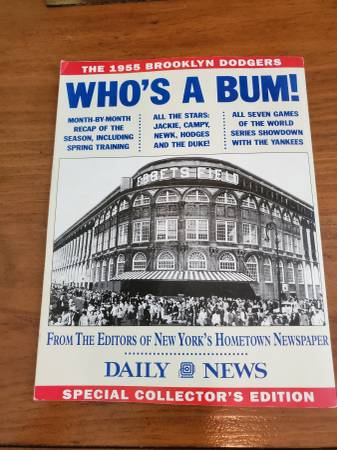 THE 1955 BROOKLYN DODGERS
WHO'S A BUM!
MONTH-BY-MONTH
RECAP OF THE
SEASON, INCLUDING
SPRING TRAINING
ALL THE STARS:
JACKIE, CAMPY,
NEWK, HODGES
AND THE DUKE!
ALL SEVEN GAMES
OF THE WORLD
SERIES SHOWDOWN
WITH THE YANKEES
EBBETS FIELD
FROM THE EDITORS OF NEW YORK'S HOMETOWN NEWSPAPER
DAILY NEWS
SPECIAL COLLECTOR'S EDITION